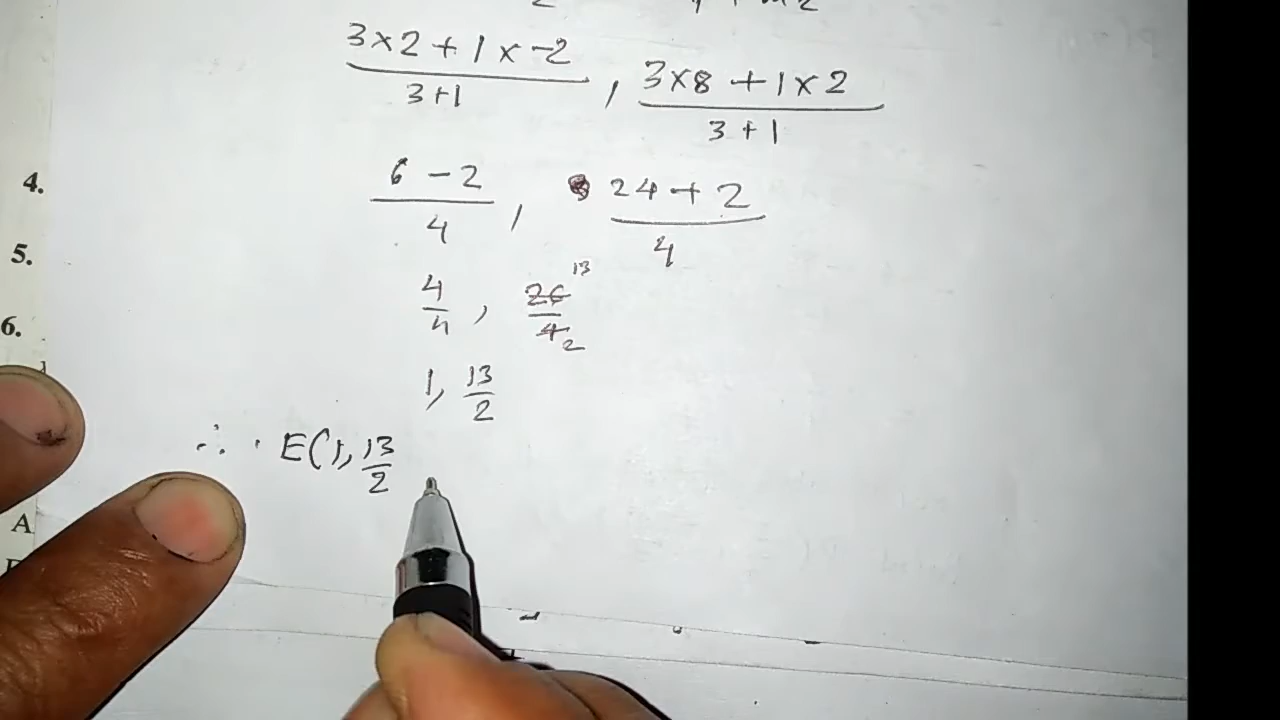 3×2+1×-2 / 3+1 , 3×8+1×2 / 3+1
6-2 / 4 , 24+2 / 4
4/4 , 26/4 13 2
1, 13/2
∴ E(1, 13/2
4.
5.
6.
A